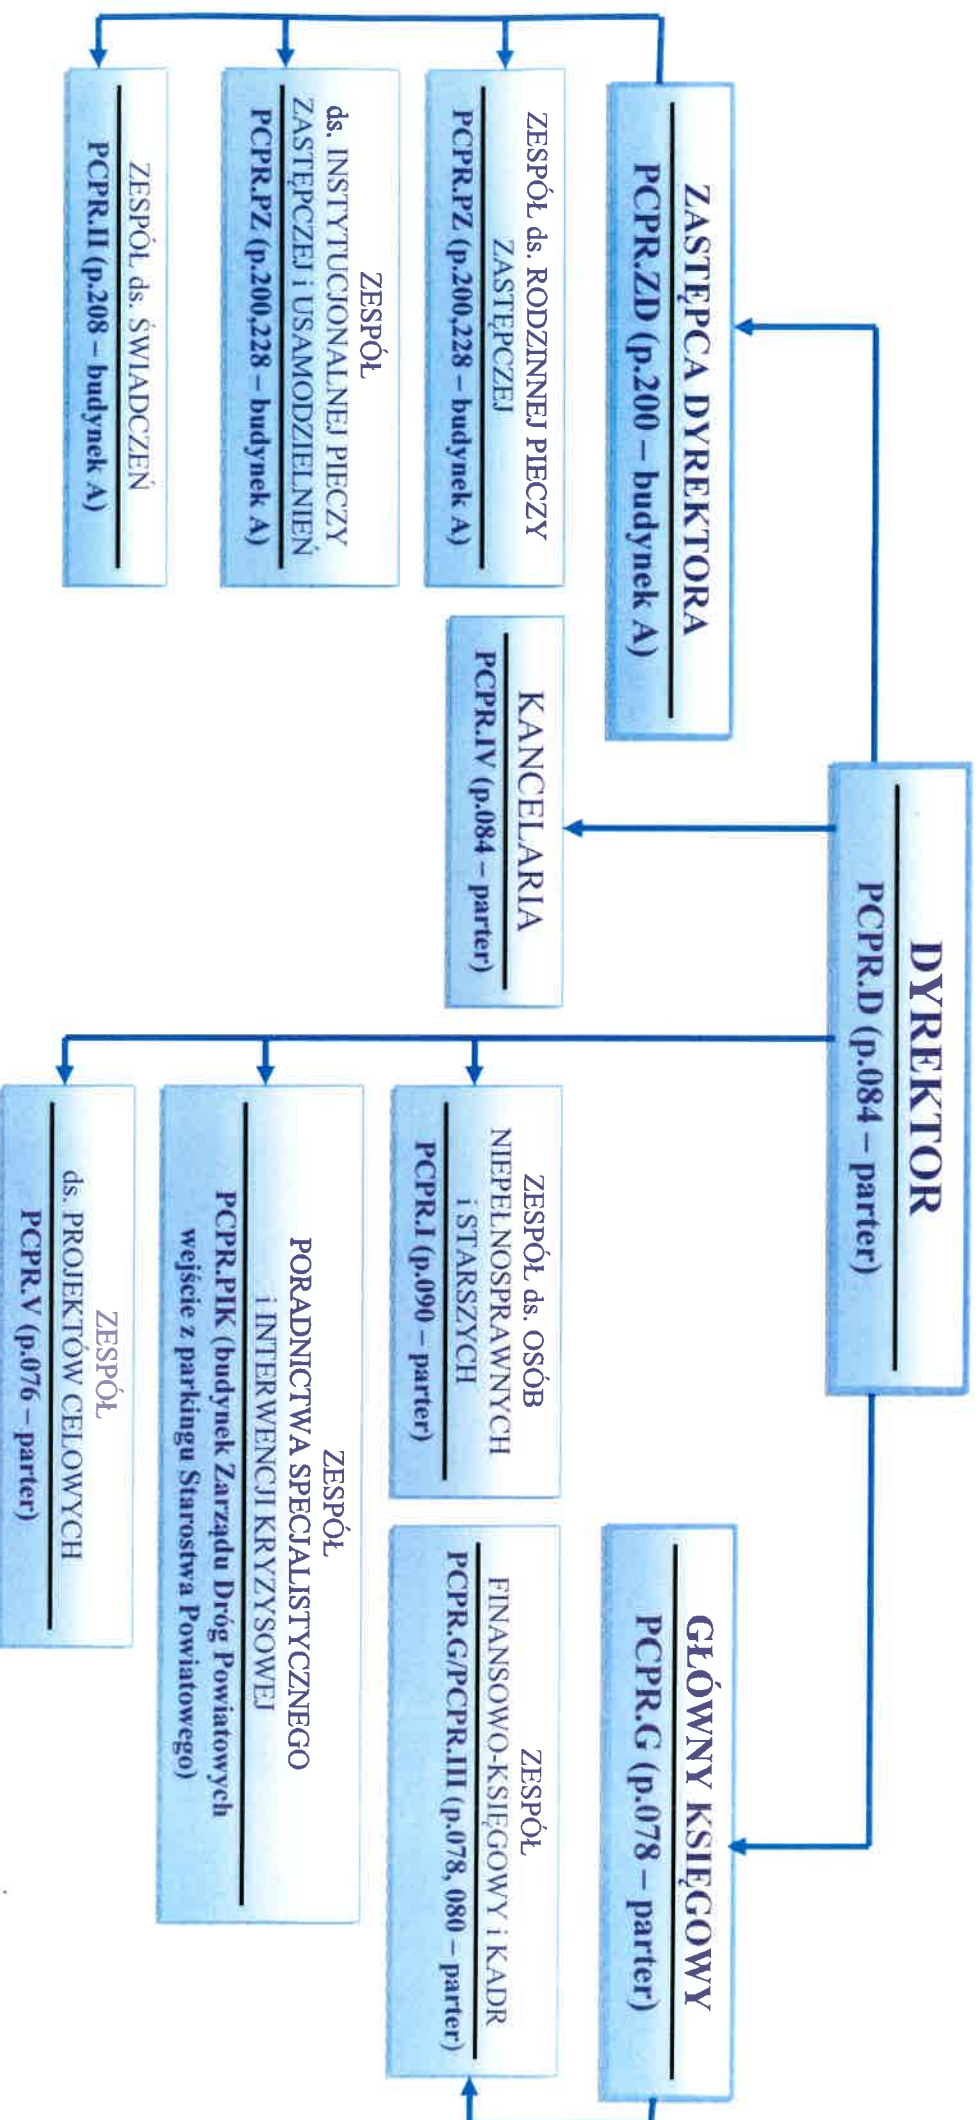 DYREKTOR
PCPR.D (p.084 – parter)
ZASTĘPCA DYREKTORA
PCPR.ZD (p.200 – budynek A)
GŁÓWNY KSIĘGOWY
PCPR.G (p.078 – parter)
ZESPÓŁ ds. RODZINNEJ PIECZY
ZASTĘPCZEJ
PCPR.PZ (p.200,228 – budynek A)
ZESPÓŁ
ds. INSTYTUCJONALNEJ PIECZY
ZASTĘPCZEJ i USAMODZIELNIEŃ
PCPR.PZ (p.200,228 – budynek A)
ZESPÓŁ ds. ŚWIADCZEŃ
PCPR.II (p.208 – budynek A)
KANCELARIA
PCPR.IV (p.084 – parter)
ZESPÓŁ ds. OSÓB
NIEPEŁNOSPRAWNYCH
i STARSZYCH
PCPR.I (p.090 – parter)
ZESPÓŁ
PORADNICTWA SPECJALISTYCZNEGO
i INTERWENCJI KRYZYSOWEJ
PCPR.PIK (budynek Zarządu Dróg Powiatowych
wejście z parkingu Starostwa Powiatowego)
ZESPÓŁ
ds. PROJEKTÓW CELOWYCH
PCPR.V (p.076 – parter)
ZESPÓŁ
FINANSOWO-KSIĘGOWY i KADR
PCPR.G/PCPR.III (p.078, 080 – parter)